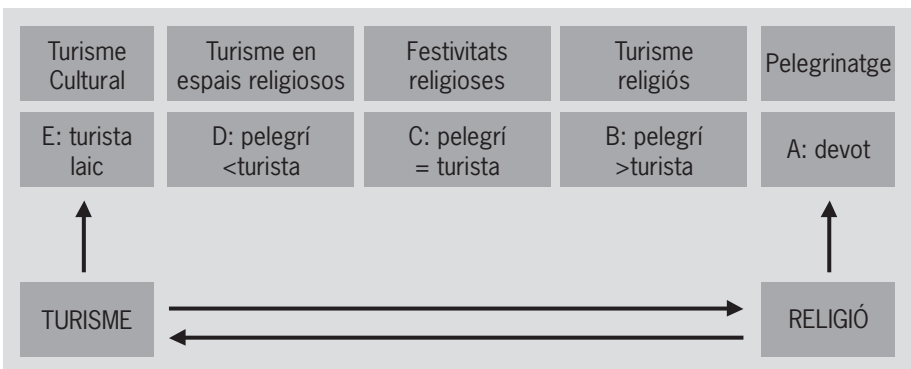 Turisme
Cultural
Turisme en
espais religiosos
Festivitats
religioses
Turisme
religiós
Pelegrinatge
E: turista
laic
D: pelegrí
<turista
C: pelegrí
= turista
B: pelegrí
>turista
A: devot
TURISME
RELIGIÓ